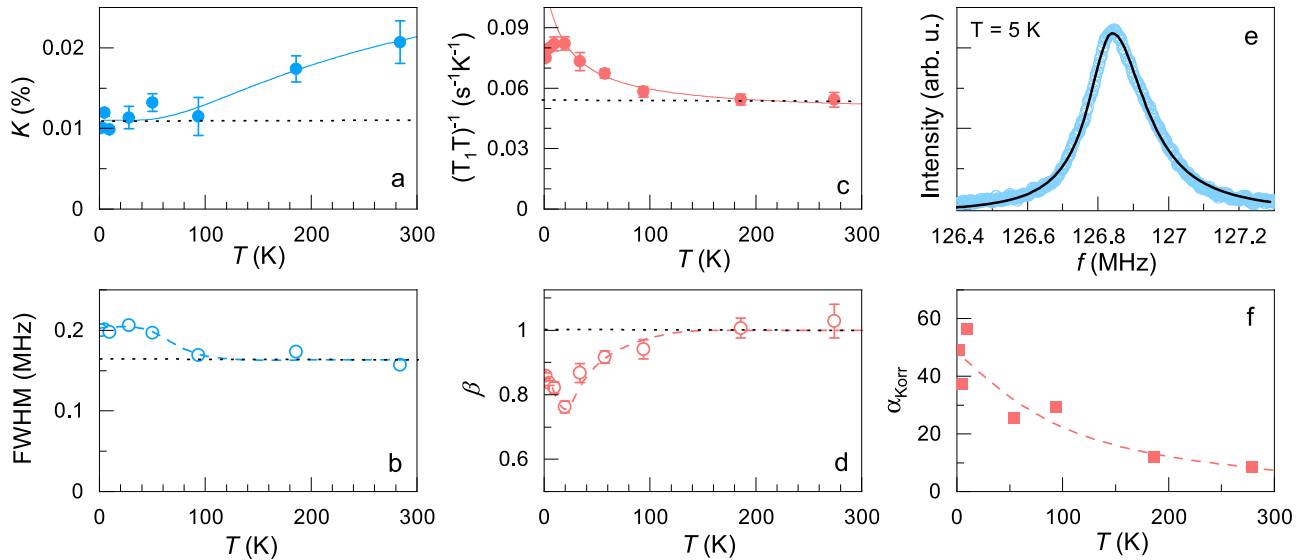 0.02
0.01
0
K (%)
a
0
100
200
300
T (K)
0.09
0.06
0.03
0
(T₁T)⁻¹ (s⁻¹K⁻¹)
c
0
100
200
300
T (K)
T = 5 K
e
Intensity (arb. u.)
126.4
126.6
126.8
127
127.2
f (MHz)
0.2
0.1
0
FWHM (MHz)
b
0
100
200
300
T (K)
1
0.8
0.6
β
d
0
100
200
300
T (K)
60
40
20
0
αKorr
f
0
100
200
300
T (K)